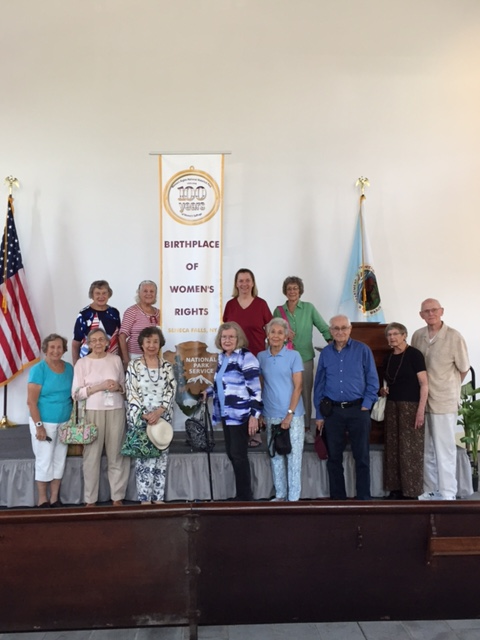 100
YEARS
BIRTHPLACE
OF
WOMEN'S
RIGHTS
SENECA FALLS, NY
NATIONAL
PARK
SERVICE